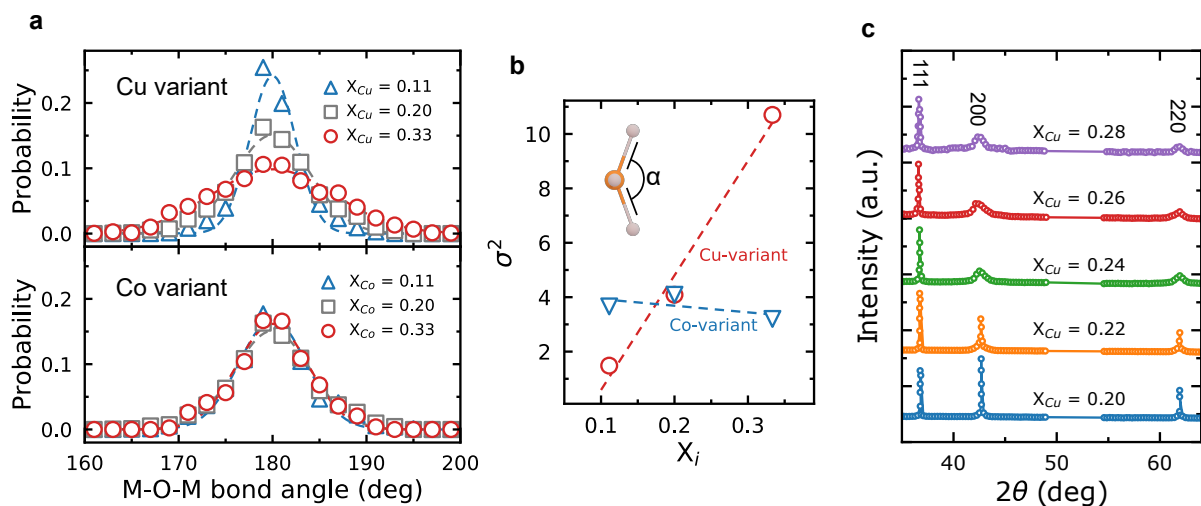 a
Cu variant
X_Cu = 0.11
X_Cu = 0.20
X_Cu = 0.33
Probability
0.2
0.1
0.0
Co variant
X_Co = 0.11
X_Co = 0.20
X_Co = 0.33
Probability
0.2
0.1
0.0
160 170 180 190 200
M-O-M bond angle (deg)
b
α
Cu-variant
Co-variant
σ²
10
8
6
4
2
0.1 0.2 0.3
X_i
c
111
200
220
X_Cu = 0.28
X_Cu = 0.26
X_Cu = 0.24
X_Cu = 0.22
X_Cu = 0.20
Intensity (a.u.)
40 50 60
2θ (deg)